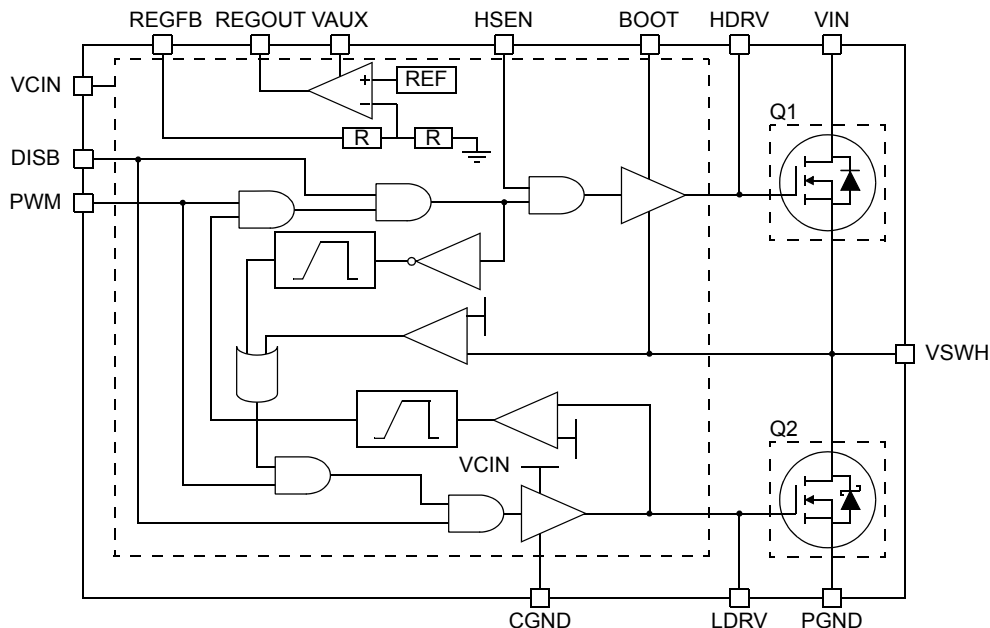 REGFB REGOUT VAUX HSEN BOOT HDRV VIN
VCIN
REF
R R
Q1
DISB
PWM
VSWH
Q2
VCIN
CGND LDRV PGND